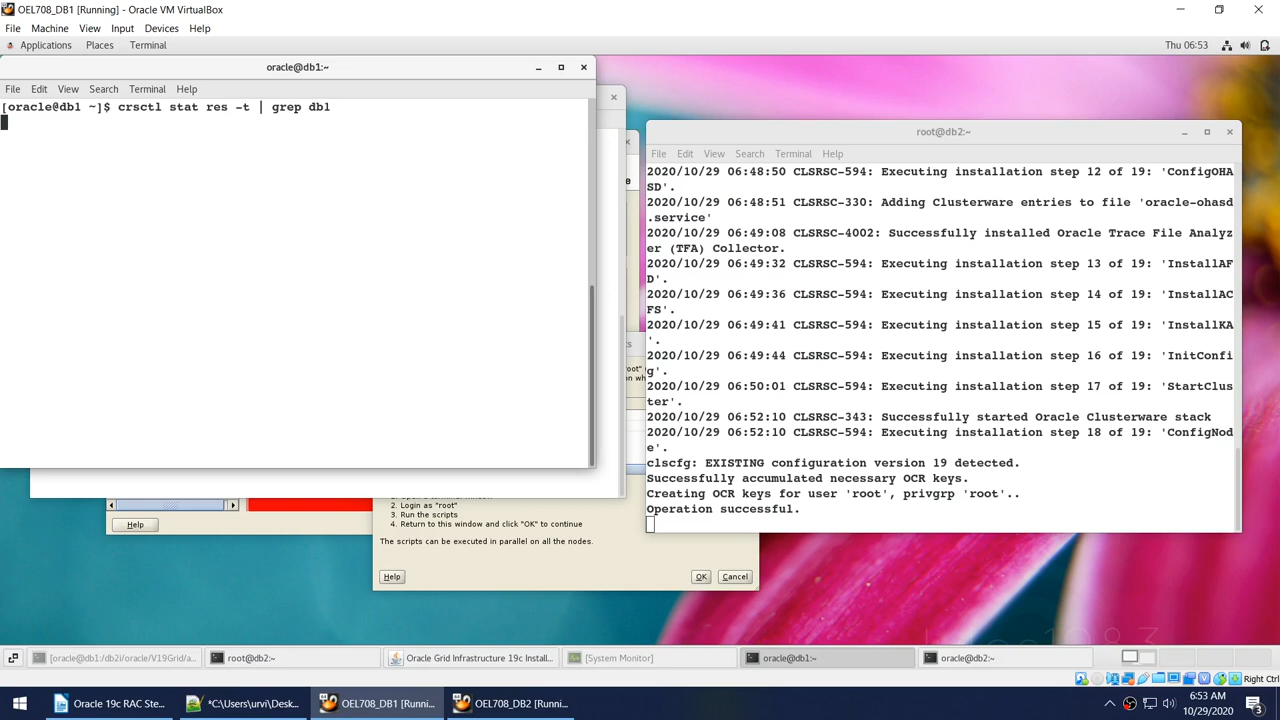 OEL708_DB1 [Running] - Oracle VM VirtualBox
File Machine View Input Devices Help
Applications Places Terminal
Thu 06:53
oracle@db1:~
File Edit View Search Terminal Help
[oracle@db1 ~]$ crsctl stat res -t | grep db1
root@db2:~
File Edit View Search Terminal Help
2020/10/29 06:48:50 CLSRSC-594: Executing installation step 12 of 19: 'ConfigOHA
SD'.
2020/10/29 06:48:51 CLSRSC-330: Adding Clusterware entries to file 'oracle-ohasd
.service'
2020/10/29 06:49:08 CLSRSC-4002: Successfully installed Oracle Trace File Analyz
er (TFA) Collector.
2020/10/29 06:49:32 CLSRSC-594: Executing installation step 13 of 19: 'InstallAF
D'.
2020/10/29 06:49:36 CLSRSC-594: Executing installation step 14 of 19: 'InstallAC
FS'.
2020/10/29 06:49:41 CLSRSC-594: Executing installation step 15 of 19: 'InstallKA
'.
2020/10/29 06:49:44 CLSRSC-594: Executing installation step 16 of 19: 'InitConfi
g'.
2020/10/29 06:50:01 CLSRSC-594: Executing installation step 17 of 19: 'StartClus
ter'.
2020/10/29 06:52:10 CLSRSC-343: Successfully started Oracle Clusterware stack
2020/10/29 06:52:10 CLSRSC-594: Executing installation step 18 of 19: 'ConfigNod
e'.
clscfg: EXISTING configuration version 19 detected.
Successfully accumulated necessary OCR keys.
Creating OCR keys for user 'root', privgrp 'root'..
Operation successful.
2. Login as "root"
3. Run the scripts
4. Return to this window and click "OK" to continue
The scripts can be executed in parallel on all the nodes.
Help
Help
OK
Cancel
[oracle@db1:/db2i/oracle/V19Grid/a...
root@db2:~
Oracle Grid Infrastructure 19c Install...
[System Monitor]
oracle@db1:~
oracle@db2:~
Right Ctrl
Oracle 19c RAC Ste...
*C:\Users\urvi\Desk...
OEL708_DB1 [Runni...
OEL708_DB2 [Runni...
6:53 AM
10/29/2020
3